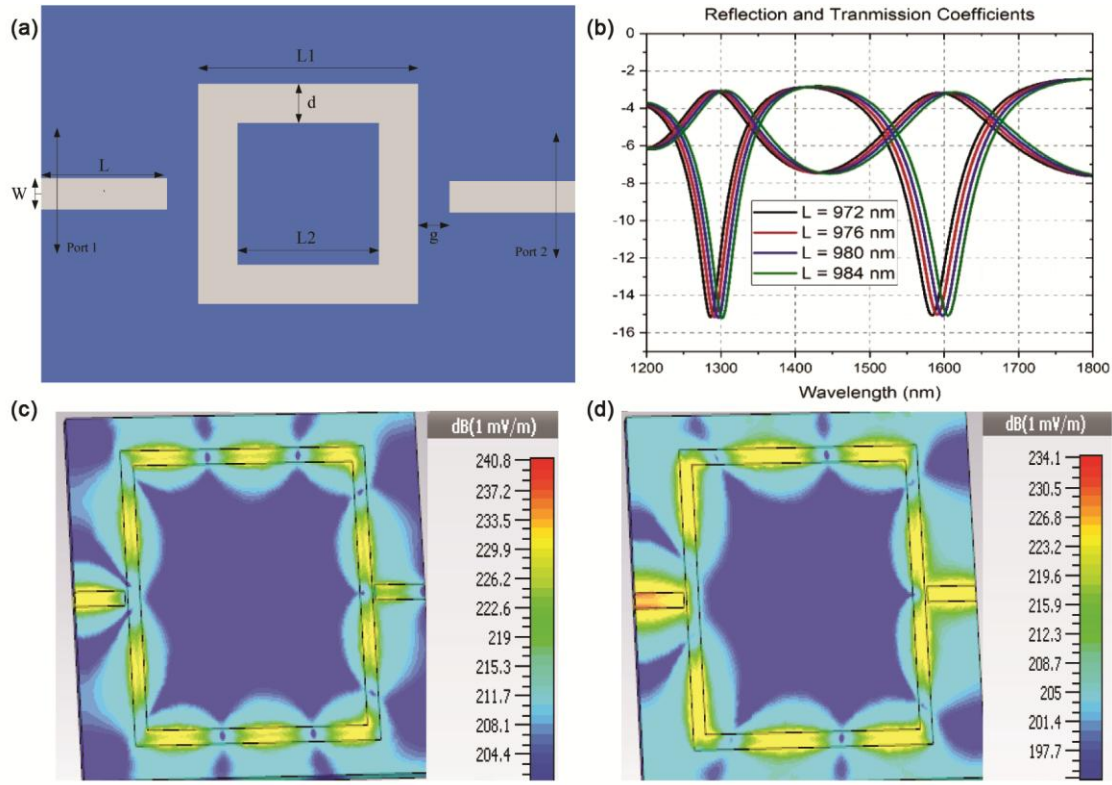 (a)
L1
d
L
W
Port 1
L2
g
Port 2
(b)
Reflection and Tranmission Coefficients
0
-2
-4
-6
-8
-10
-12
-14
-16
L = 972 nm
L = 976 nm
L = 980 nm
L = 984 nm
1200 1300 1400 1500 1600 1700 1800
Wavelength (nm)
(c)
dB(1 mV/m)
240.8
237.2
233.5
229.9
226.2
222.6
219
215.3
211.7
208.1
204.4
(d)
dB(1 mV/m)
234.1
230.5
226.8
223.2
219.6
215.9
212.3
208.7
205
201.4
197.7